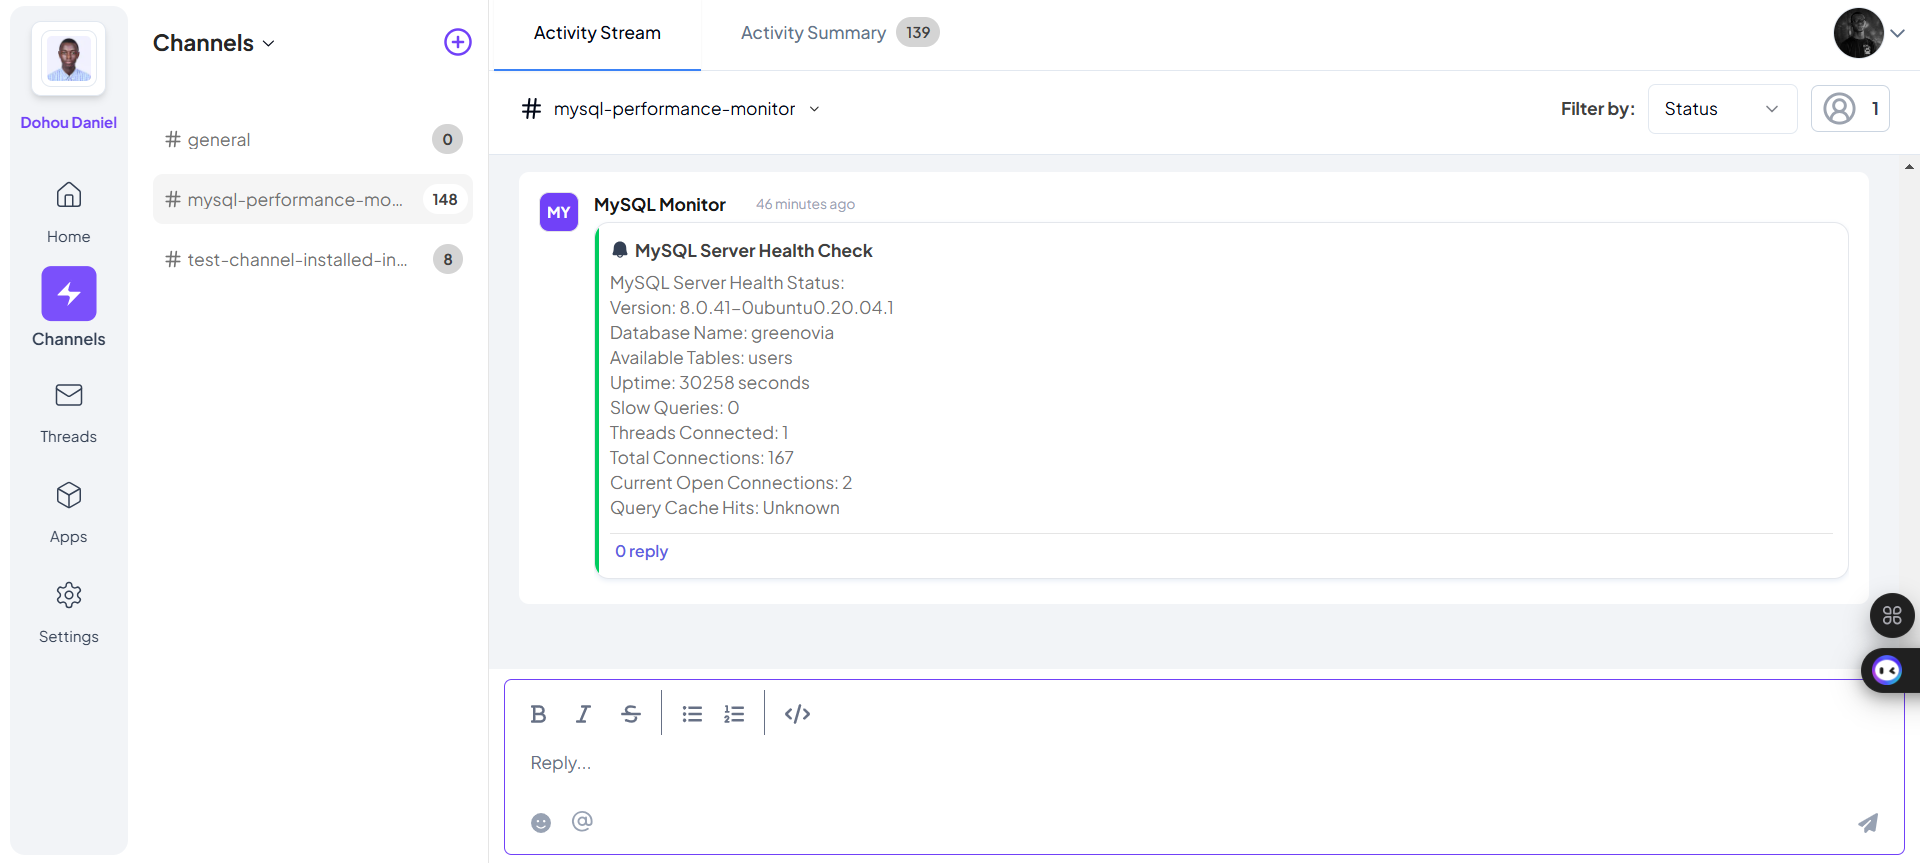 Dohou Daniel
Home
Channels
Threads
Apps
Settings
Channels
# general 0
# mysql-performance-mo... 148
# test-channel-installed-in... 8
Activity Stream
Activity Summary 139
# mysql-performance-monitor
Filter by:
Status
1
MY
MySQL Monitor 46 minutes ago
MySQL Server Health Check
MySQL Server Health Status:
Version: 8.0.41-0ubuntu0.20.04.1
Database Name: greenovia
Available Tables: users
Uptime: 30258 seconds
Slow Queries: 0
Threads Connected: 1
Total Connections: 167
Current Open Connections: 2
Query Cache Hits: Unknown
0 reply
B I S </>
Reply...
@